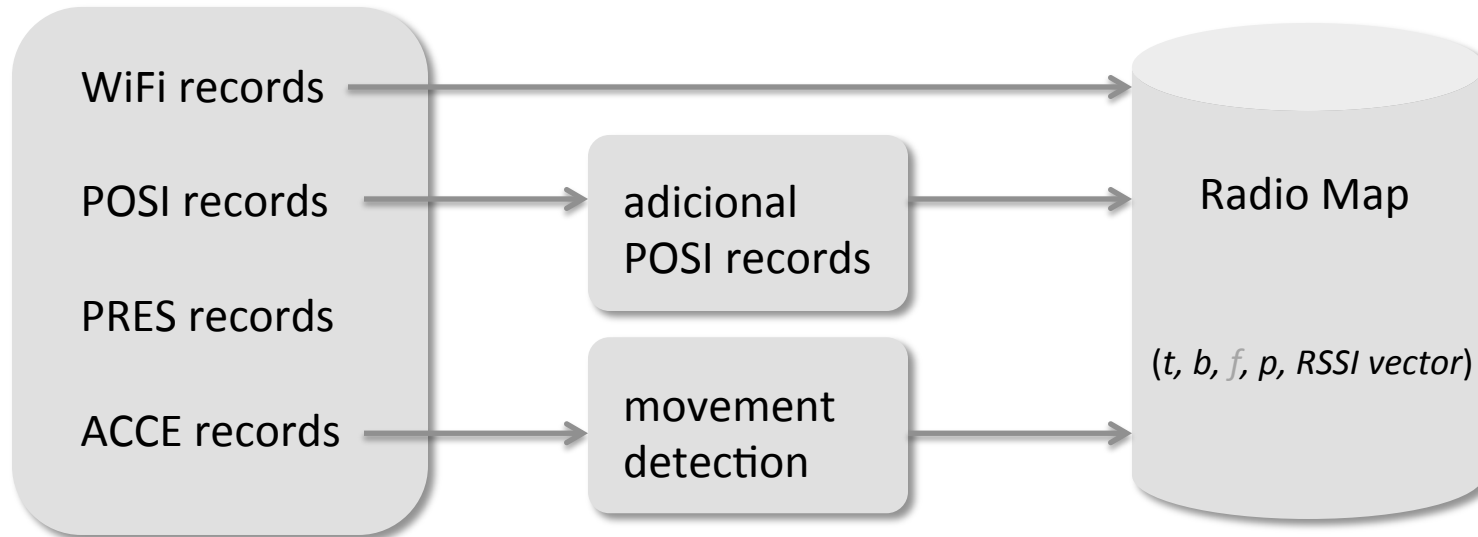 WiFi records
POSI records
PRES records
ACCE records
adicional
POSI records
movement
detection
Radio Map
(t, b, f, p, RSSI vector)